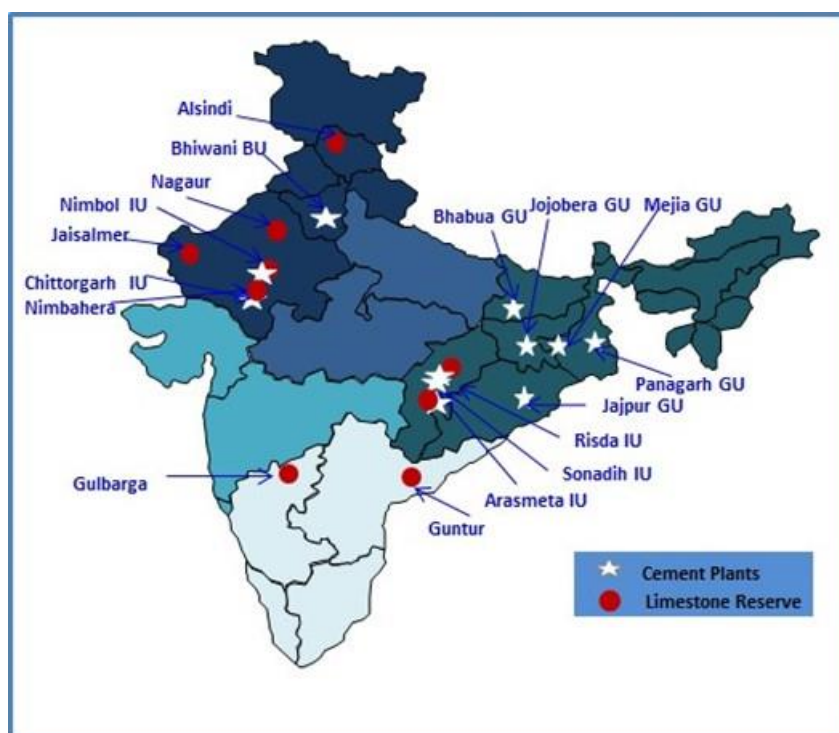 Alsindi
Bhiwani BU
Nagaur
Nimbol IU
Jaisalmer
Chittorgarh IU
Nimbahera
Bhabua GU
Jojobera GU
Mejia GU
Panagarh GU
Jajpur GU
Risda IU
Sonadih IU
Arasmeta IU
Gulbarga
Guntur
Cement Plants
Limestone Reserve